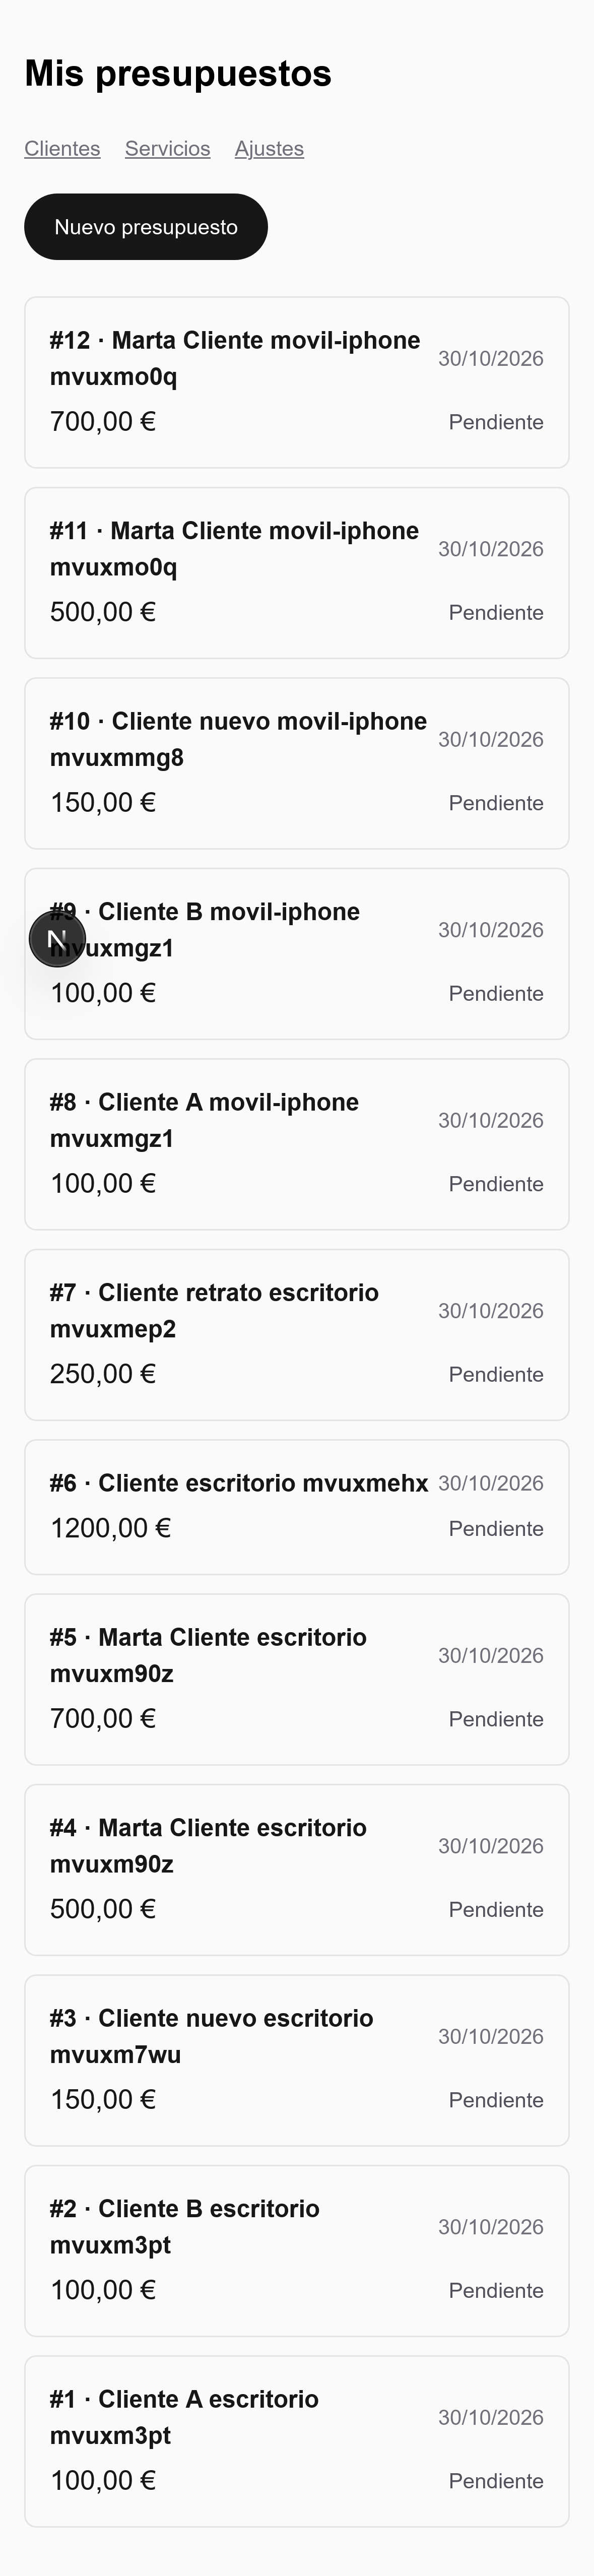 Mis presupuestos
Clientes Servicios Ajustes
Nuevo presupuesto
#12 · Marta Cliente movil-iphone
mvuxmo0q
30/10/2026
700,00 € Pendiente
#11 · Marta Cliente movil-iphone
mvuxmo0q
30/10/2026
500,00 € Pendiente
#10 · Cliente nuevo movil-iphone
mvuxmmg8
30/10/2026
150,00 € Pendiente
#9 · Cliente B movil-iphone
mvuxmgz1
30/10/2026
N
100,00 € Pendiente
#8 · Cliente A movil-iphone
mvuxmgz1
30/10/2026
100,00 € Pendiente
#7 · Cliente retrato escritorio
mvuxmep2
30/10/2026
250,00 € Pendiente
#6 · Cliente escritorio mvuxmehx 30/10/2026
1200,00 € Pendiente
#5 · Marta Cliente escritorio
mvuxm90z
30/10/2026
700,00 € Pendiente
#4 · Marta Cliente escritorio
mvuxm90z
30/10/2026
500,00 € Pendiente
#3 · Cliente nuevo escritorio
mvuxm7wu
30/10/2026
150,00 € Pendiente
#2 · Cliente B escritorio
mvuxm3pt
30/10/2026
100,00 € Pendiente
#1 · Cliente A escritorio
mvuxm3pt
30/10/2026
100,00 € Pendiente